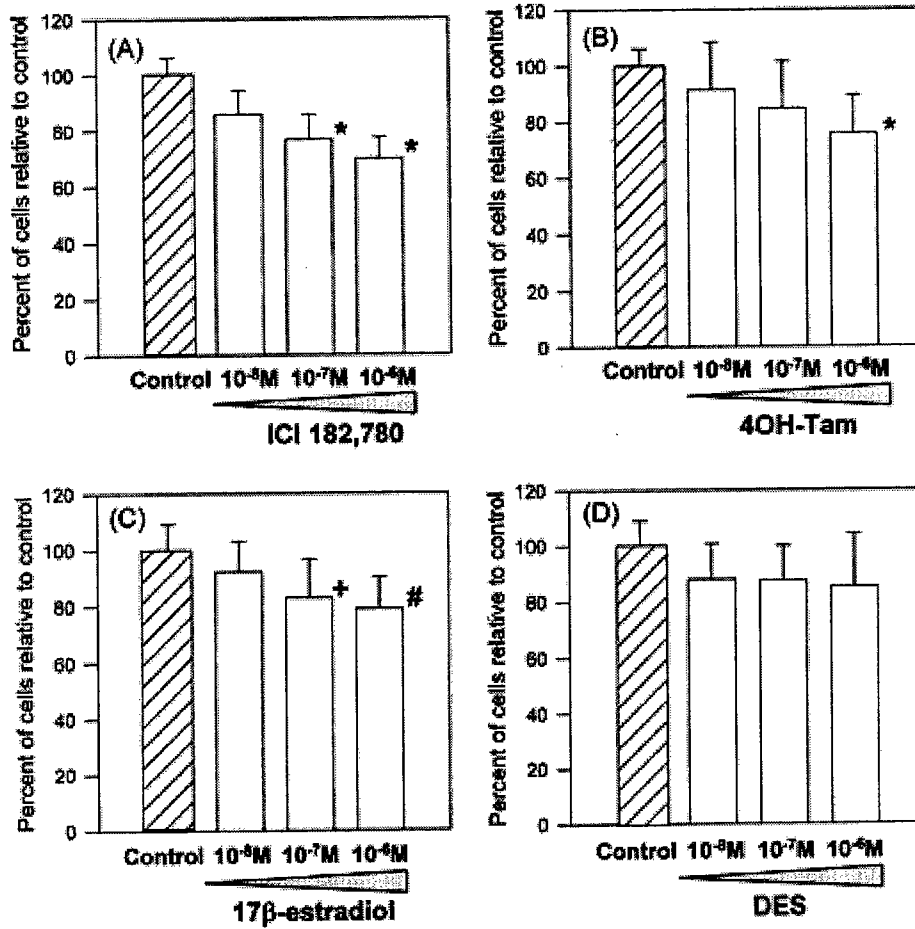 (A)
Percent of cells relative to control
120
100
80
60
40
20
0
*
*
Control 10⁻⁸M 10⁻⁷M 10⁻⁶M
ICI 182,780
(B)
Percent of cells relative to control
120
100
80
60
40
20
0
*
Control 10⁻⁸M 10⁻⁷M 10⁻⁶M
4OH-Tam
(C)
Percent of cells relative to control
120
100
80
60
40
20
0
+
#
Control 10⁻⁸M 10⁻⁷M 10⁻⁶M
17β-estradiol
(D)
Percent of cells relative to control
120
100
80
60
40
20
0
Control 10⁻⁸M 10⁻⁷M 10⁻⁶M
DES